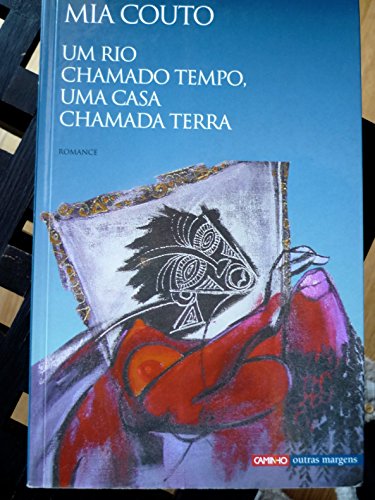 MIA COUTO
UM RIO
CHAMADO TEMPO,
UMA CASA
CHAMADA TERRA
ROMANCE
CAMINHO outras margens